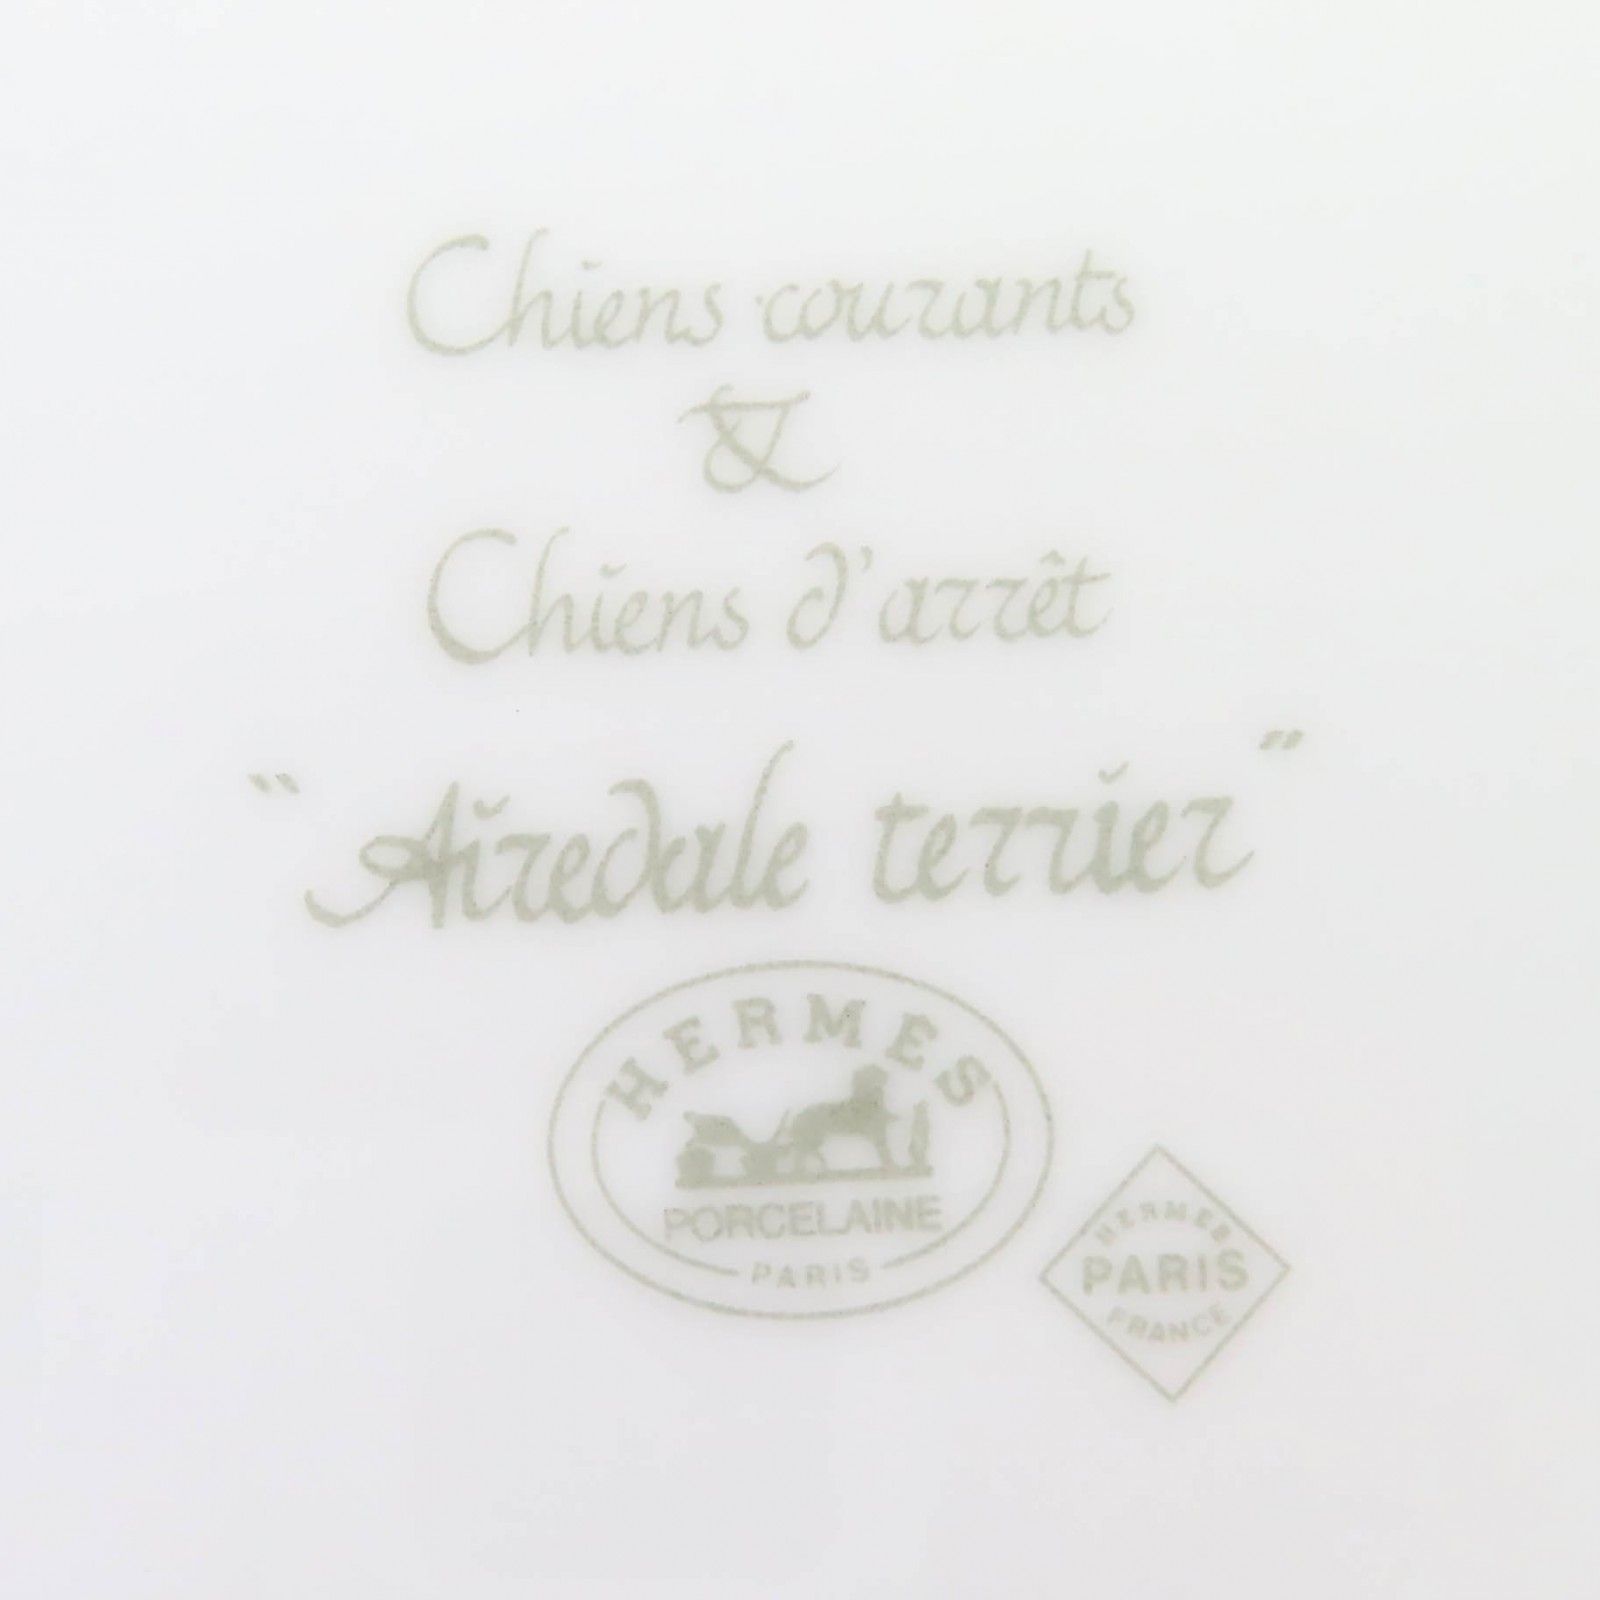 Chiens courants
&
Chiens d'arrêt
"Airedale terrier"
HERMES
PORCELAINE
PARIS
HERMES
PARIS
FRANCE